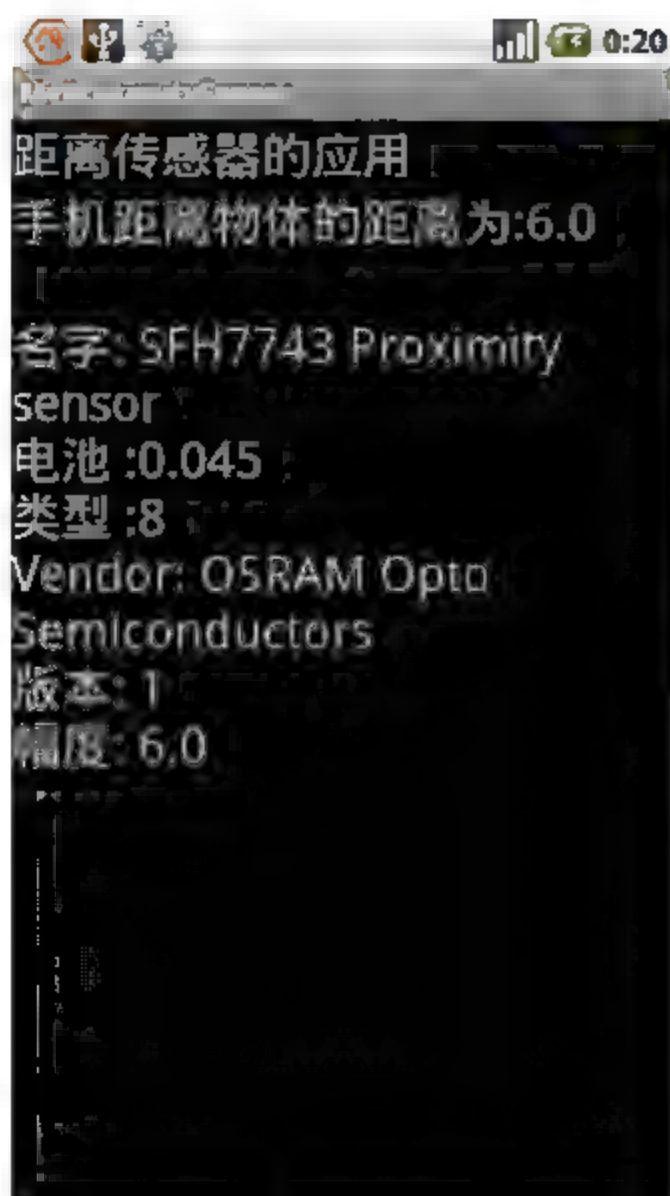 0:20
距离传感器的应用
手机距离物体的距离为:6.0
名字: SFH7743 Proximity
sensor
电池 :0.045
类型 :8
Vendor: OSRAM Opto
Semiconductors
版本: 1
幅度: 6.0